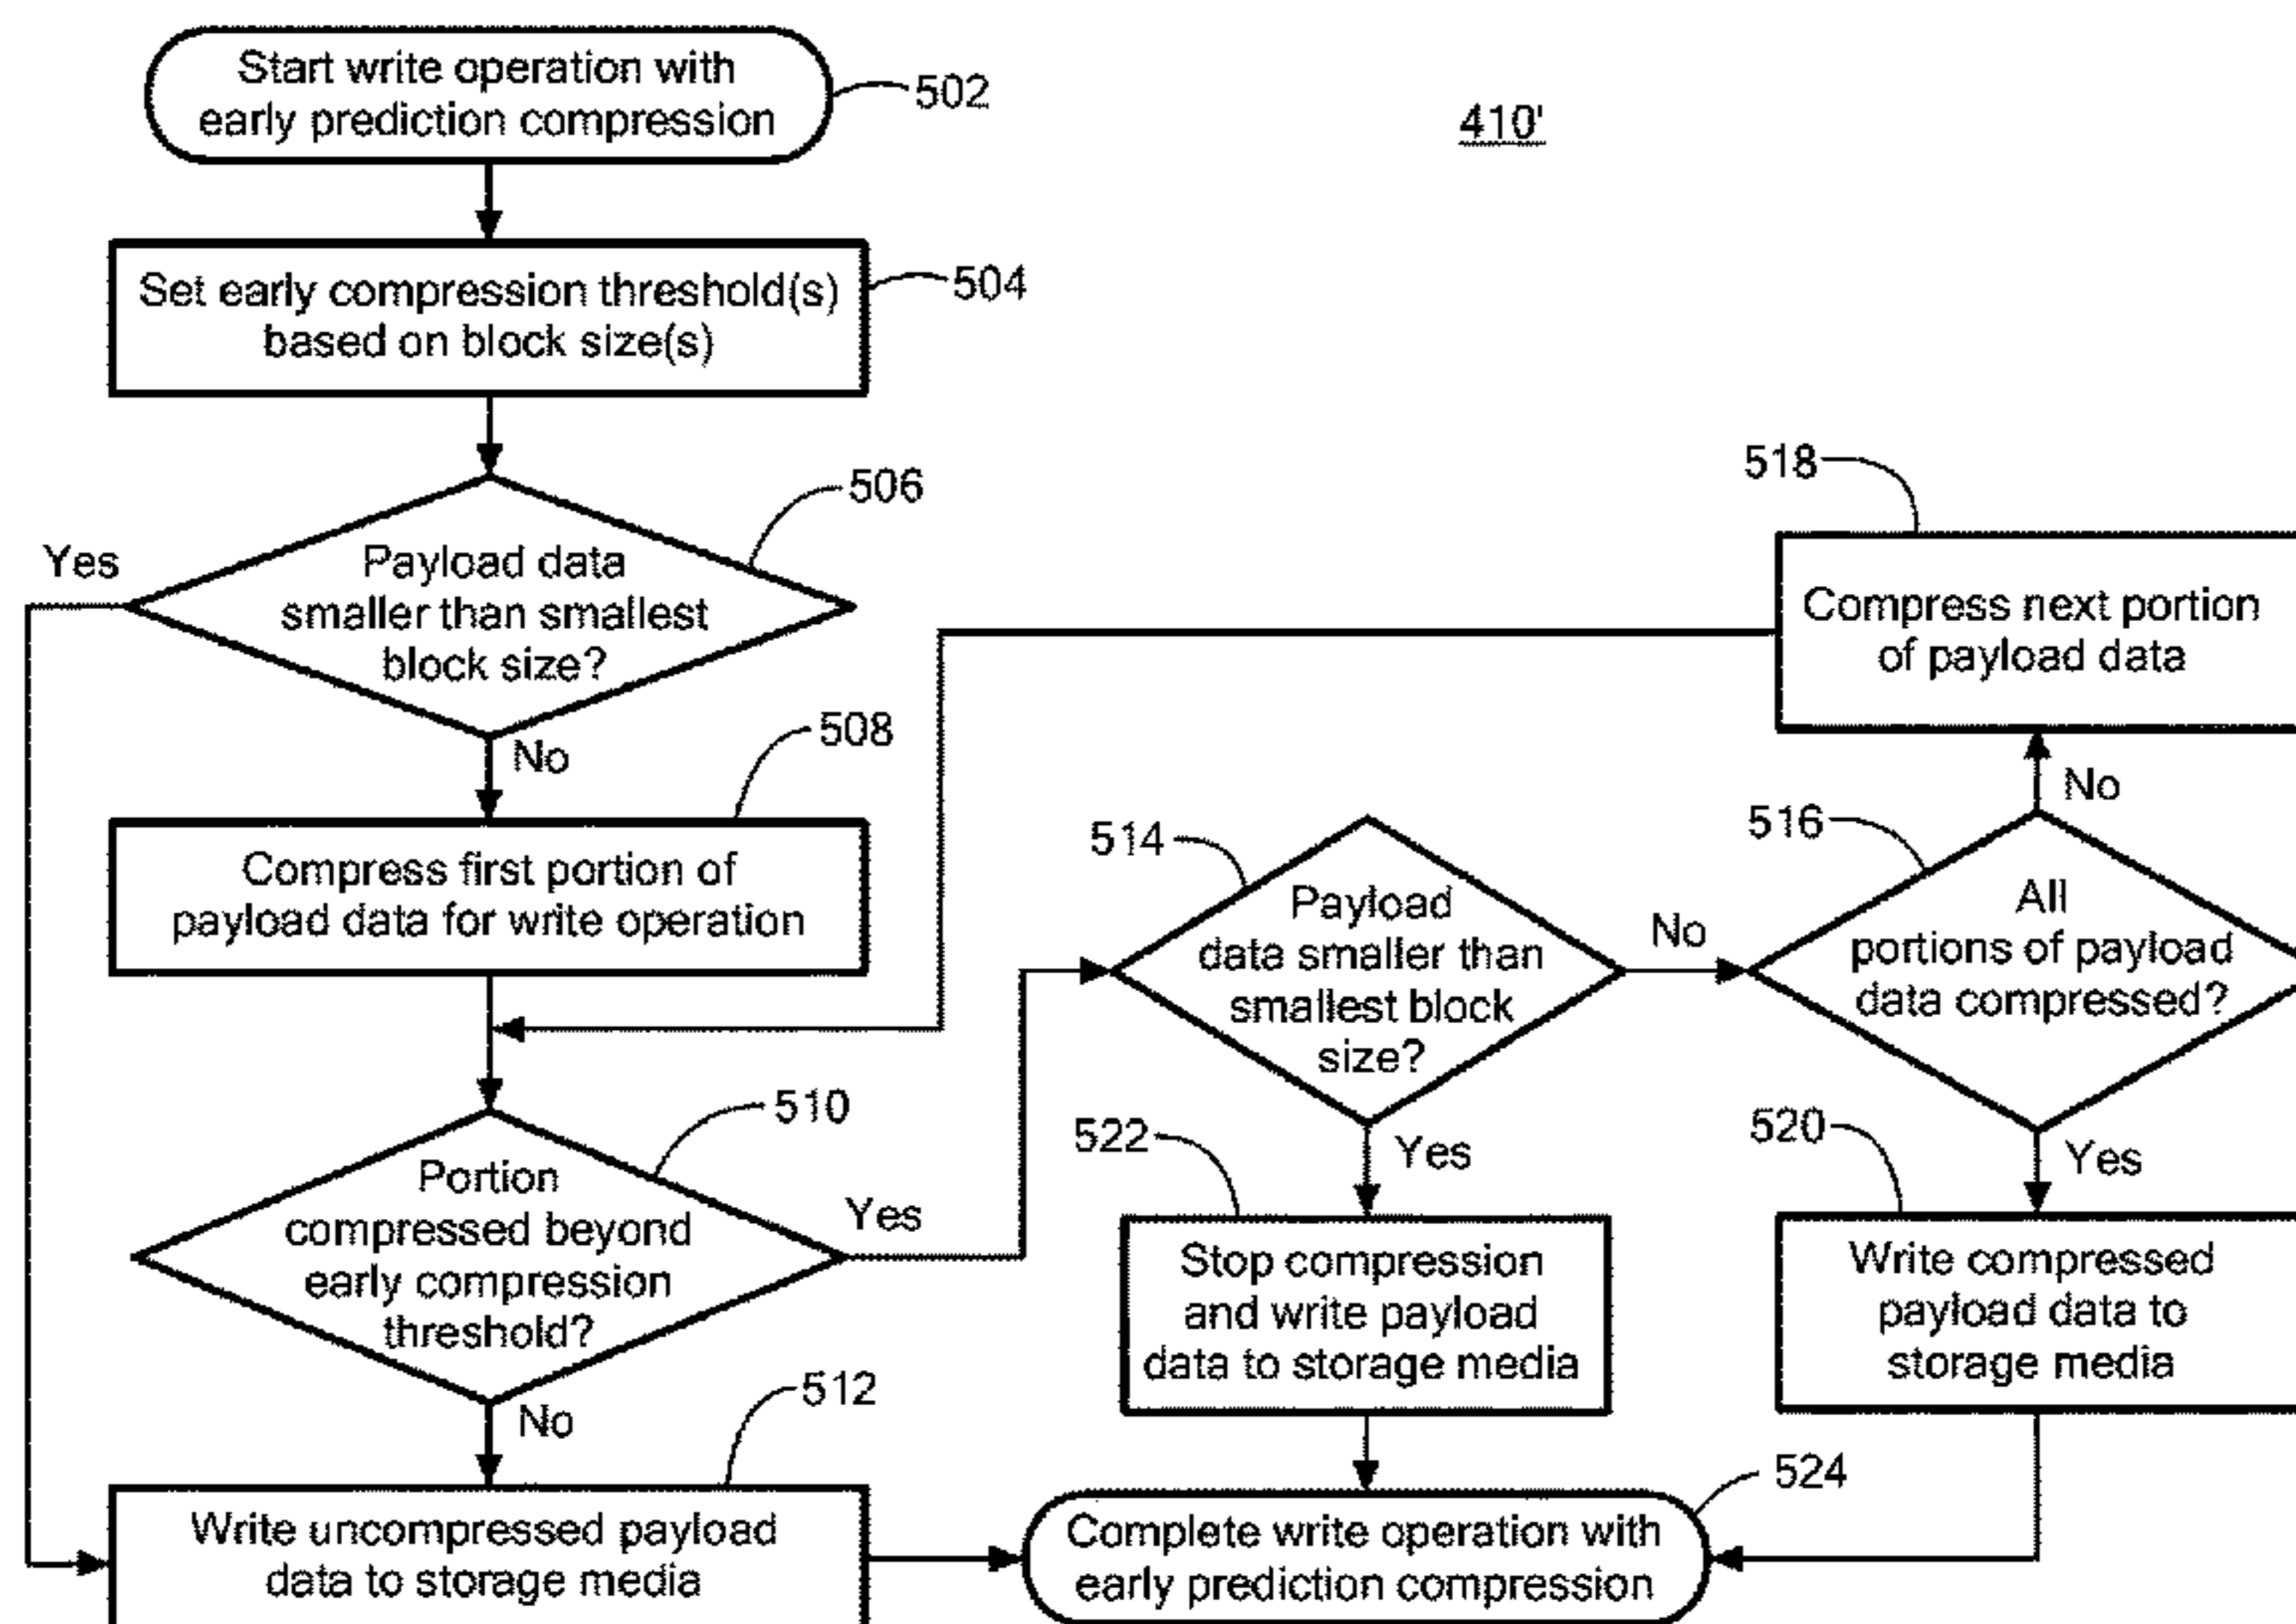 Start write operation with
early prediction compression
502
410'
Set early compression threshold(s)
based on block size(s)
504
506
Yes
Payload data
smaller than smallest
block size?
No
508
Compress first portion of
payload data for write operation
510
Portion
compressed beyond
early compression
threshold?
Yes
No
512
Write uncompressed payload
data to storage media
514
Payload
data smaller than
smallest block
size?
No
Yes
522
Stop compression
and write payload
data to storage media
518
Compress next portion
of payload data
No
516
All
portions of payload
data compressed?
Yes
520
Write compressed
payload data to
storage media
524
Complete write operation with
early prediction compression